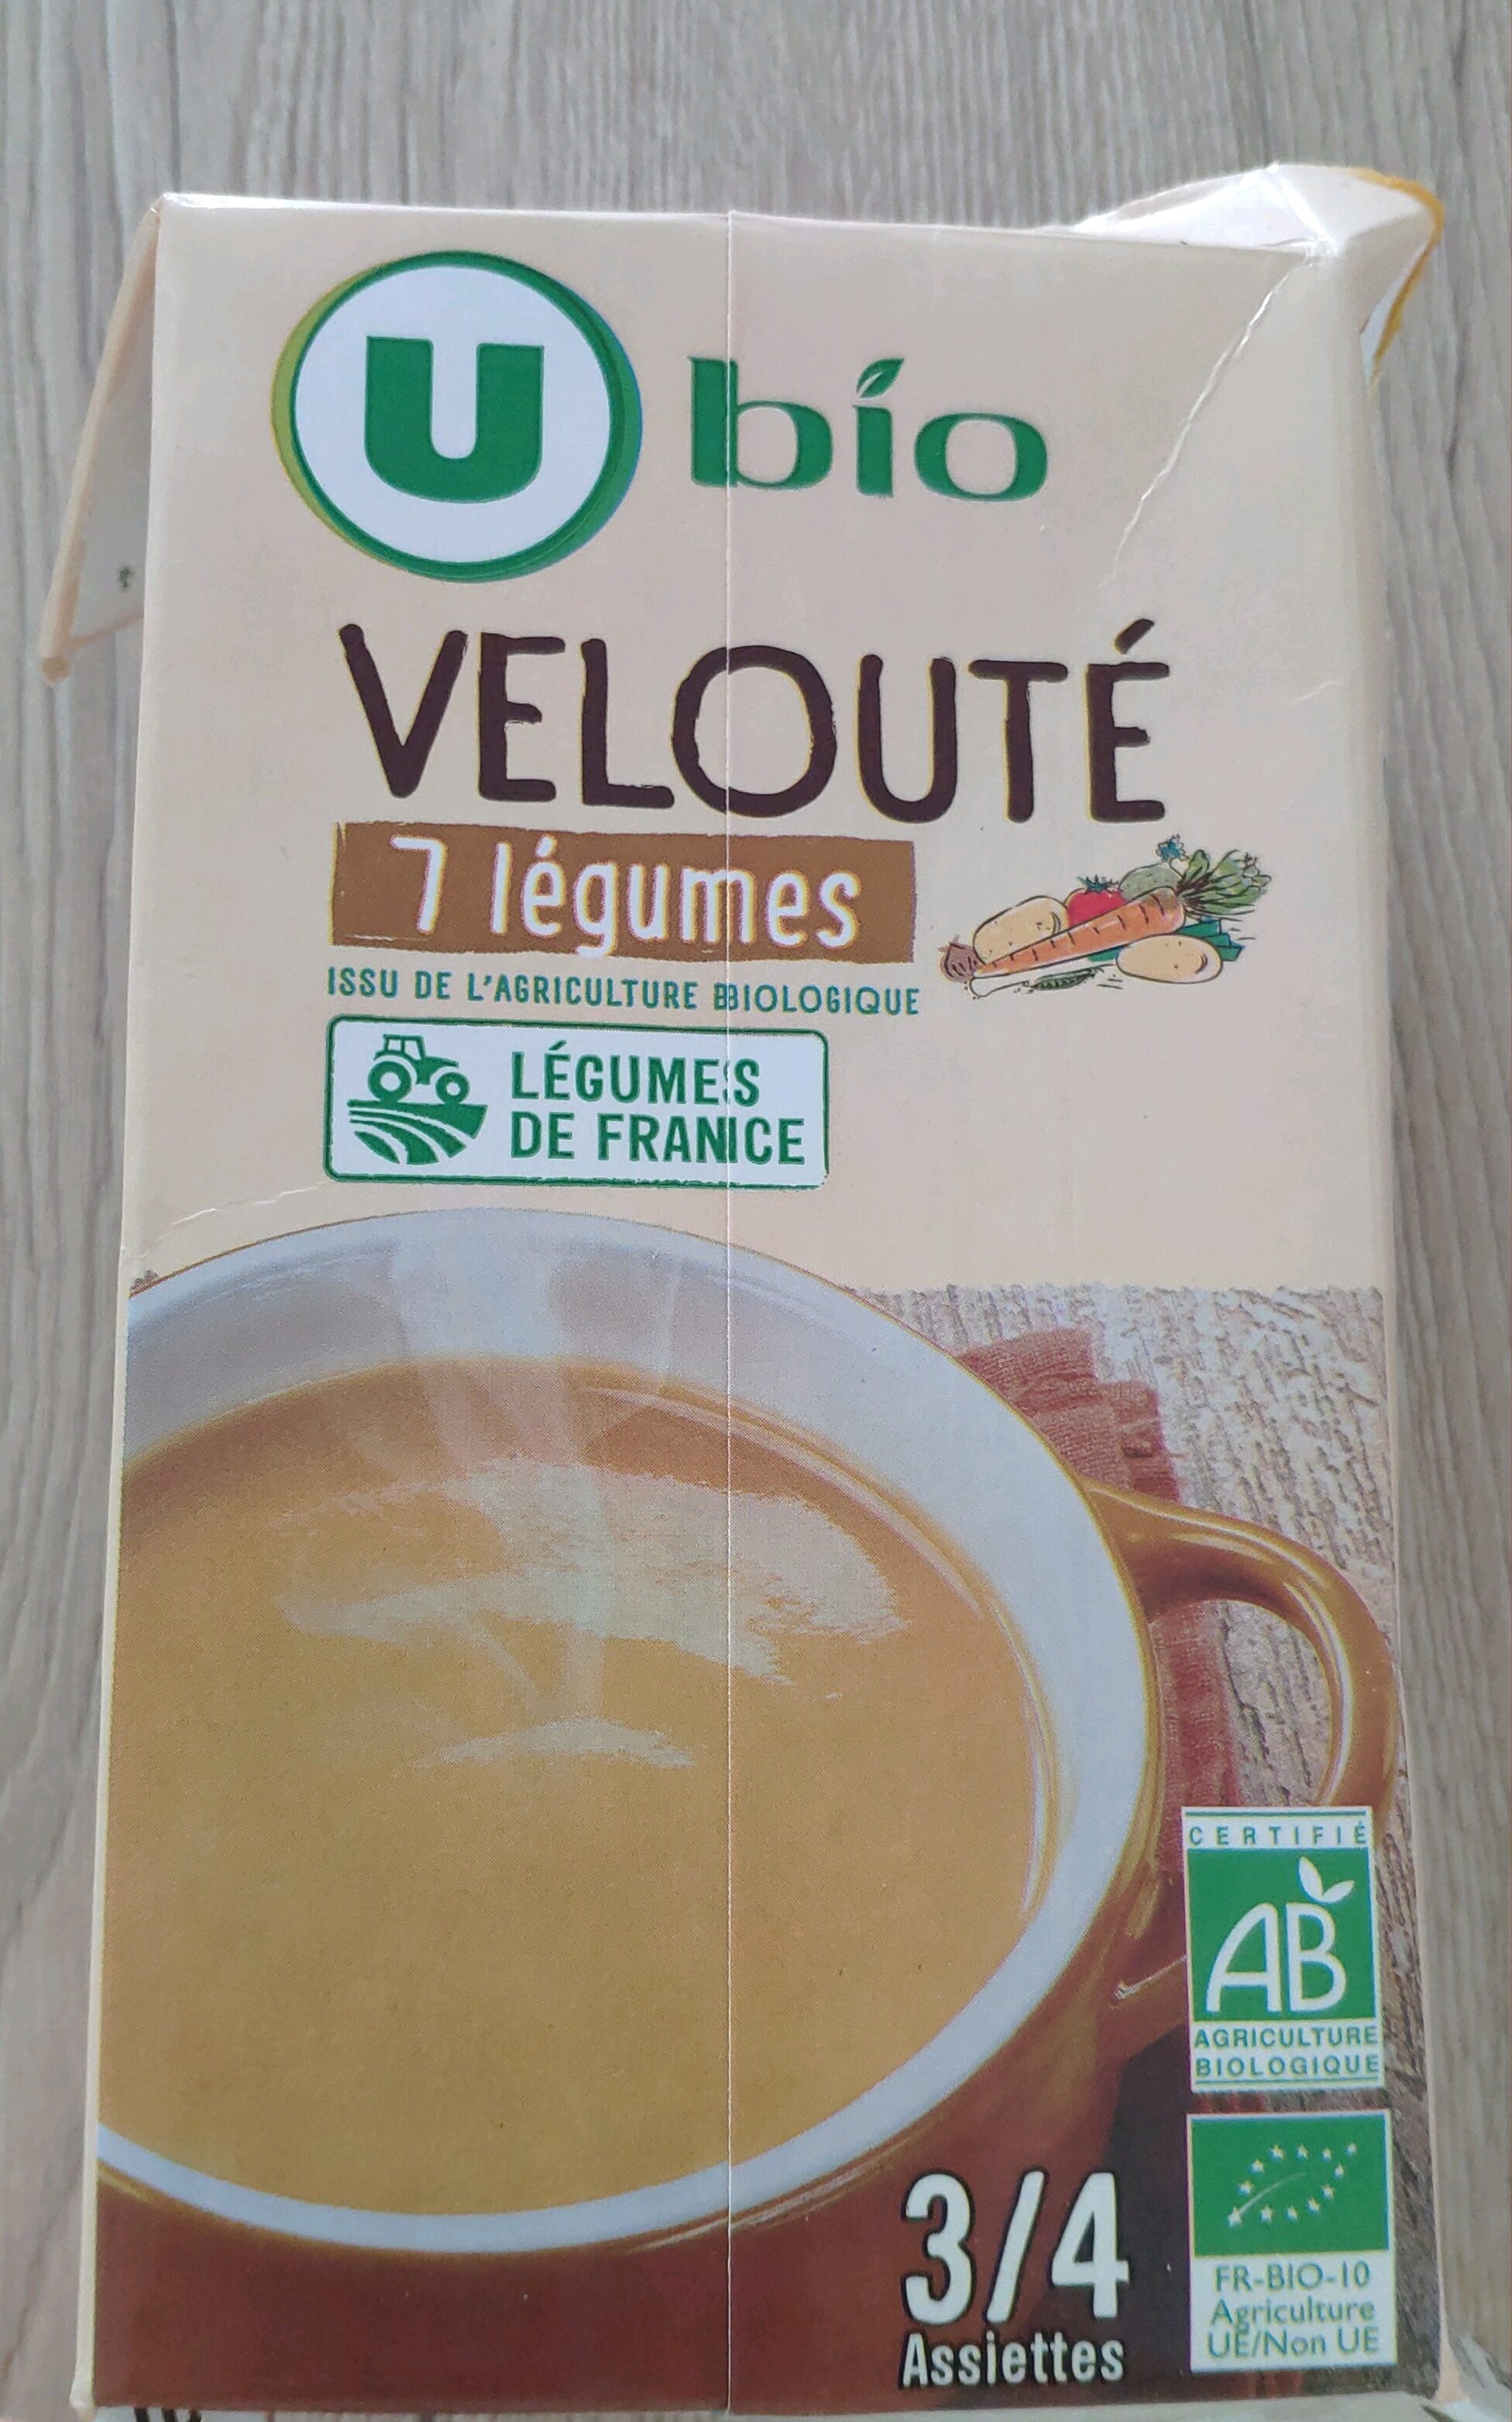 U bio
VELOUTÉ
7 légumes
ISSU DE L'AGRICULTURE BIOLOGIQUE
LÉGUMES
DE FRANCE
CERTIFIÉ
AB
AGRICULTURE
BIOLOGIQUE
3/4
Assiettes
FR-BIO-10
Agriculture
UE/Non UE